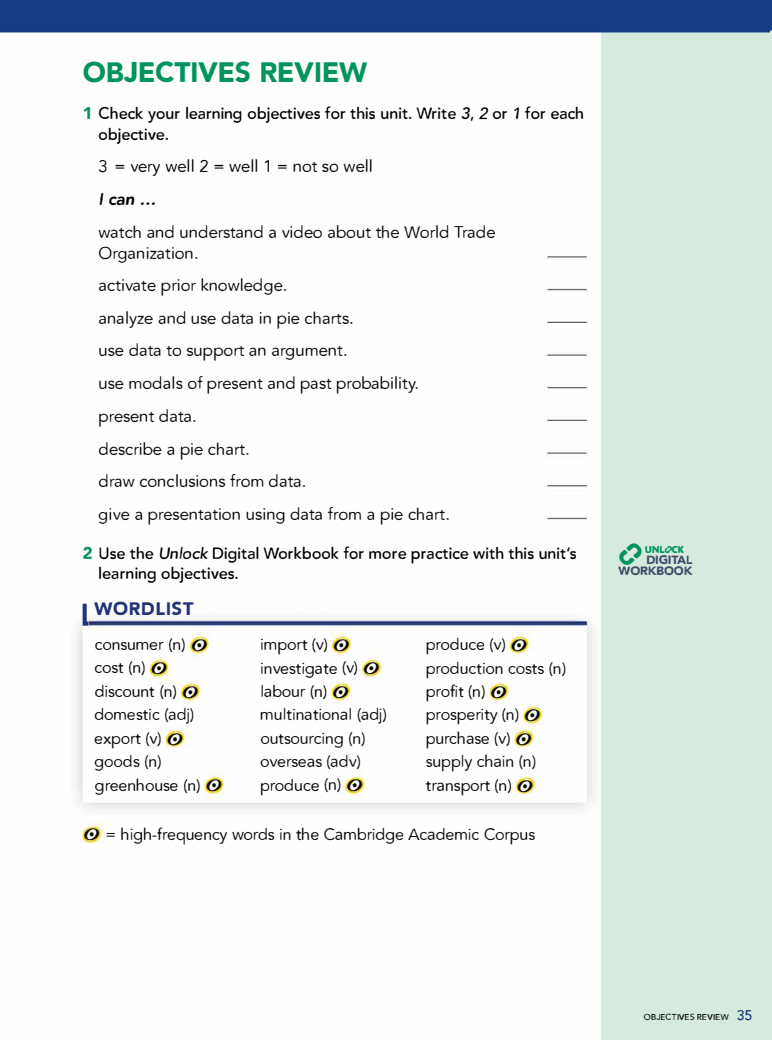 OBJECTIVES REVIEW
1 Check your learning objectives for this unit. Write 3, 2 or 1 for each
objective.
3 = very well 2 = well 1 = not so well
I can ...
watch and understand a video about the World Trade
Organization.
activate prior knowledge.
analyze and use data in pie charts.
use data to support an argument.
use modals of present and past probability.
present data.
describe a pie chart.
draw conclusions from data.
give a presentation using data from a pie chart.
2 Use the Unlock Digital Workbook for more practice with this unit's
learning objectives.
UNLOCK
DIGITAL
WORKBOOK
WORDLIST
consumer (n)
cost (n)
discount (n)
domestic (adj)
export (v)
goods (n)
greenhouse (n)
import (v)
investigate (v)
labour (n)
multinational (adj)
outsourcing (n)
overseas (adv)
produce (n)
produce (v)
production costs (n)
profit (n)
prosperity (n)
purchase (v)
supply chain (n)
transport (n)
= high-frequency words in the Cambridge Academic Corpus
OBJECTIVES REVIEW 35